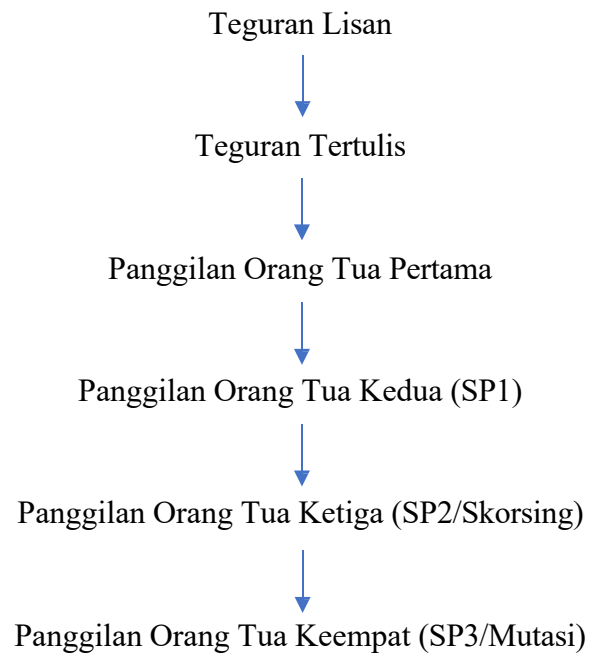 Teguran Lisan
Teguran Tertulis
Panggilan Orang Tua Pertama
Panggilan Orang Tua Kedua (SP1)
Panggilan Orang Tua Ketiga (SP2/Skorsing)
Panggilan Orang Tua Keempat (SP3/Mutasi)